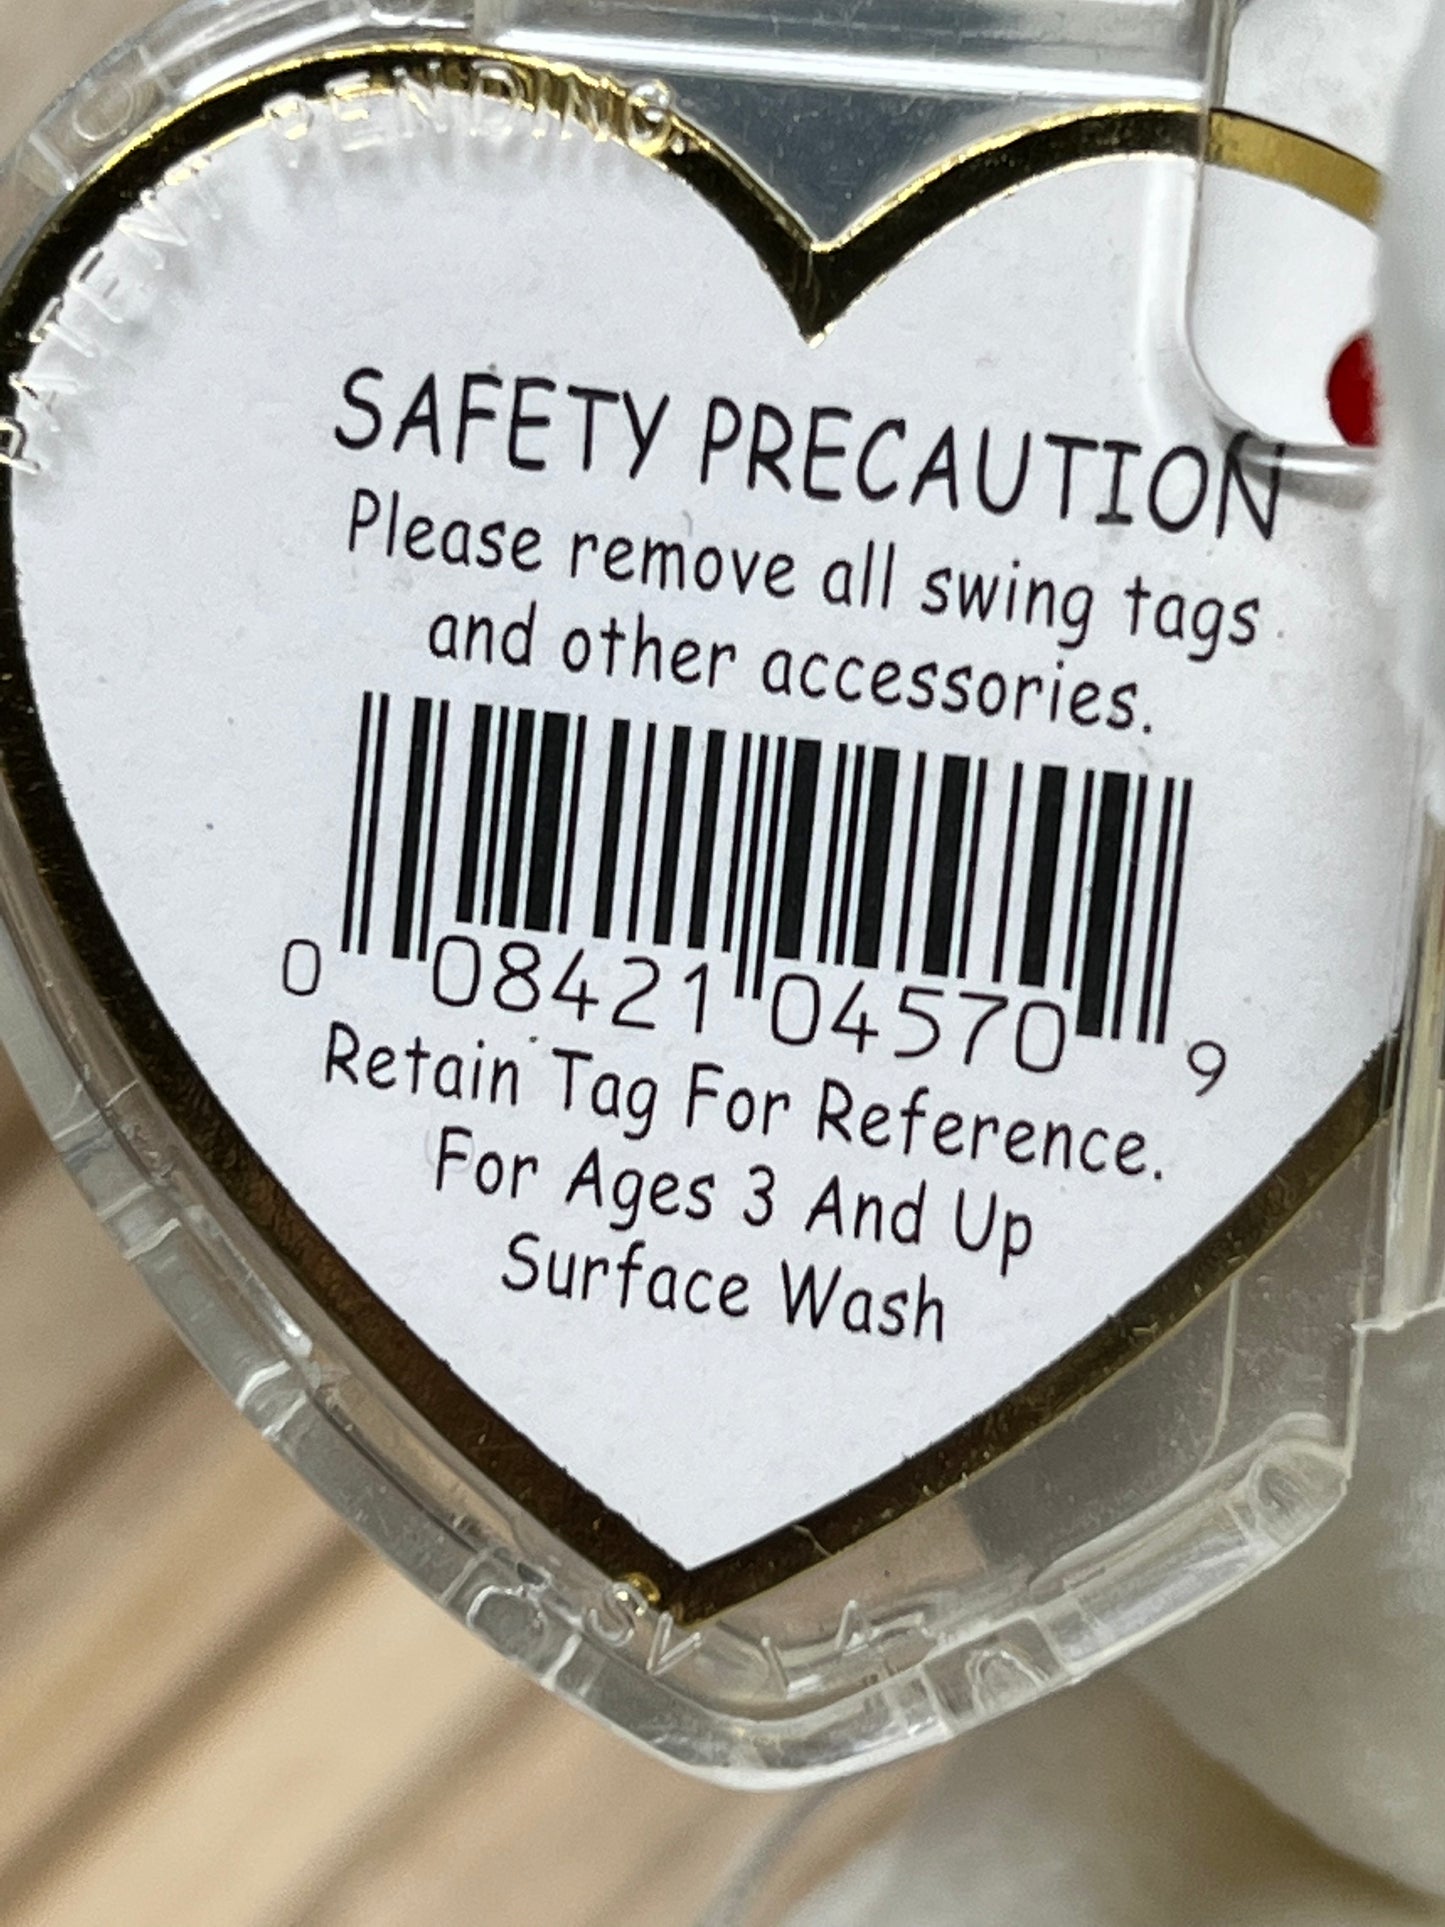 PATENT PENDING
SAFETY PRECAUTION
Please remove all swing tags
and other accessories.
0 08421 04570 9
Retain Tag For Reference.
For Ages 3 And Up
Surface Wash